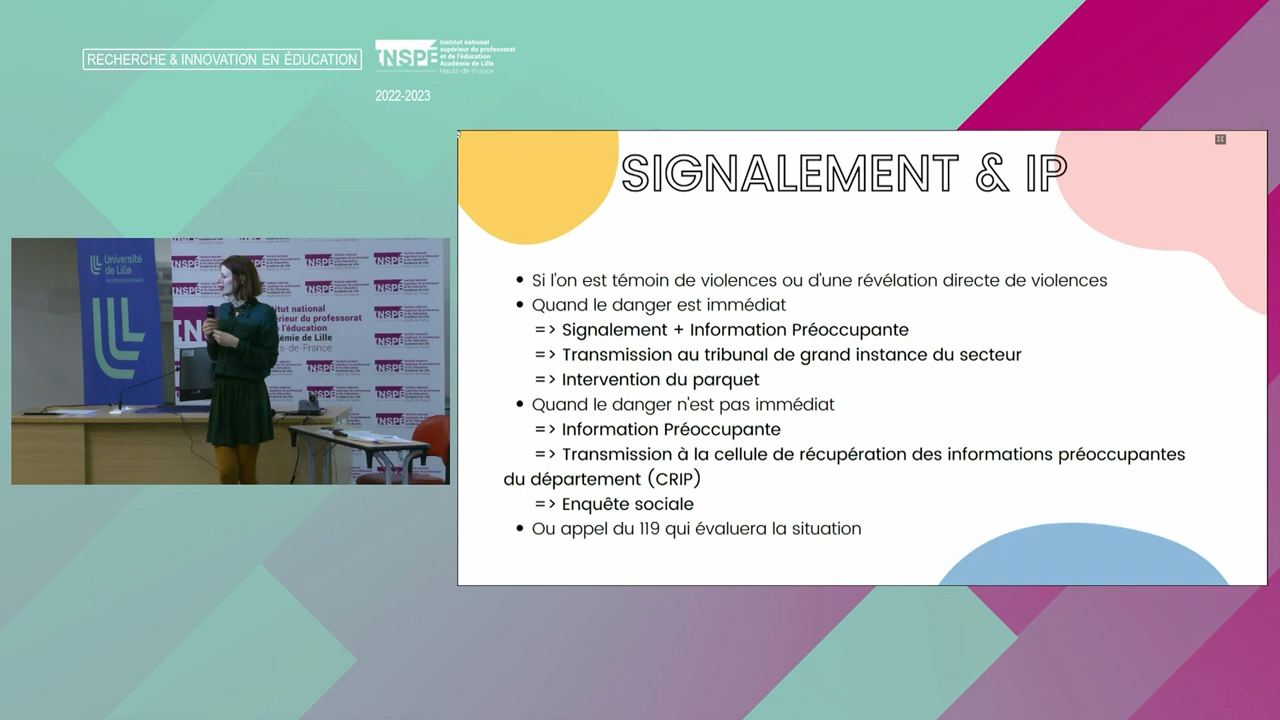 RECHERCHE & INNOVATION EN ÉDUCATION
INSPÉ
Institut national
supérieur du professorat
et de l'éducation
Académie de Lille
Hauts-de-France
2022-2023
SIGNALEMENT & IP
• Si l'on est témoin de violences ou d'une révélation directe de violences
• Quand le danger est immédiat
=> Signalement + Information Préoccupante
=> Transmission au tribunal de grand instance du secteur
=> Intervention du parquet
• Quand le danger n'est pas immédiat
=> Information Préoccupante
=> Transmission à la cellule de récupération des informations préoccupantes
du département (CRIP)
=> Enquête sociale
• Ou appel du 119 qui évaluera la situation
Université
de Lille
INSPÉ